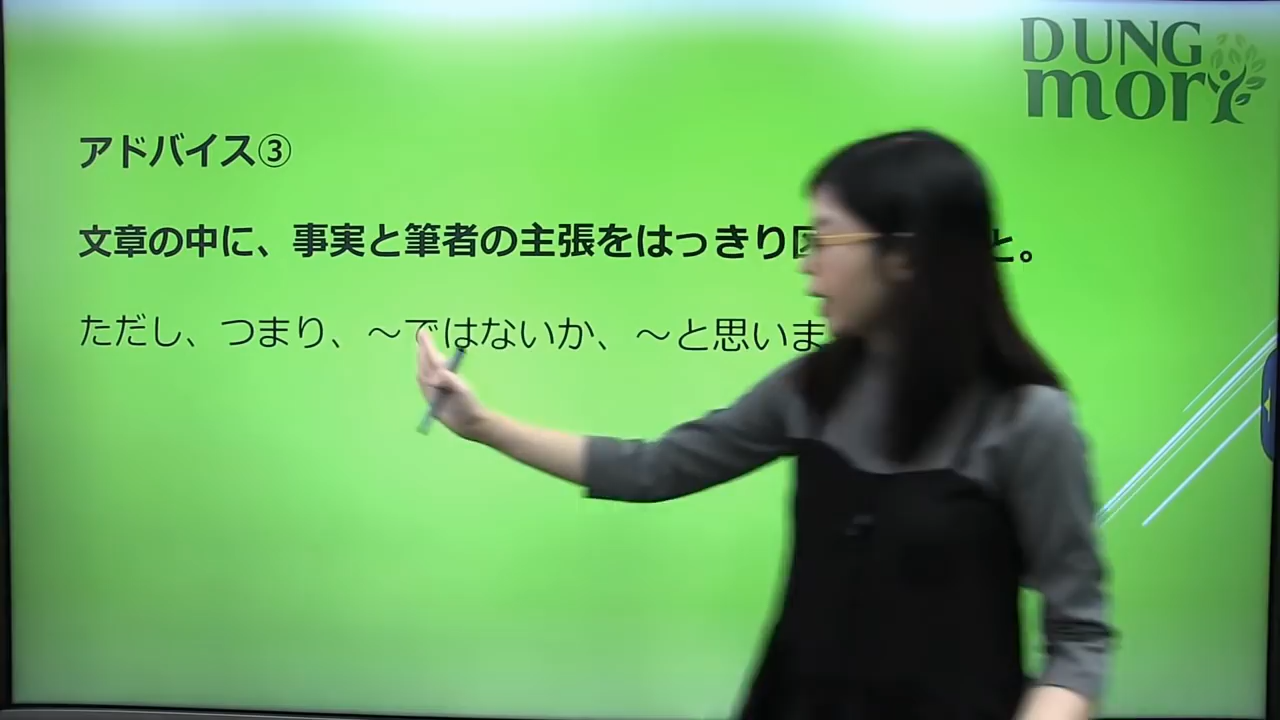 DUNG
mori
アドバイス③
文章の中に、事実と筆者の主張をはっきり と。
ただし、つまり、～ではないか、～と思いま